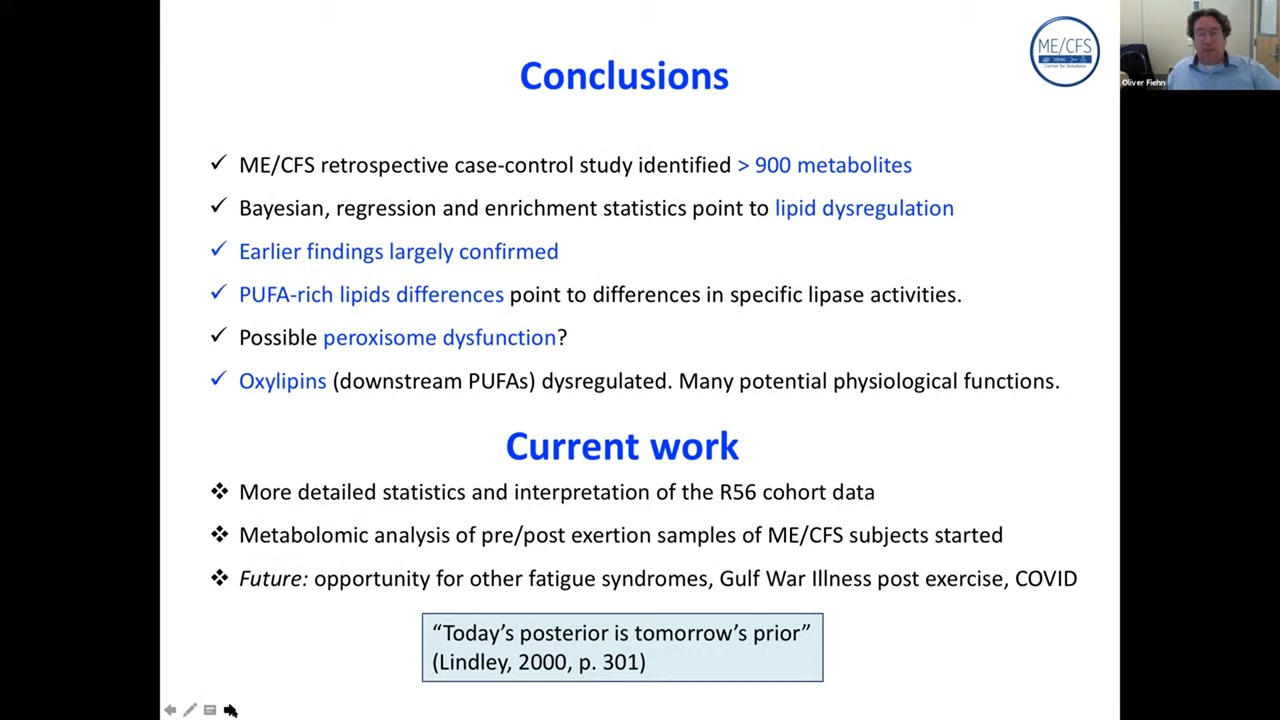 Conclusions
ME/CFS
Center for Solutions
Oliver Fiehn
✓ ME/CFS retrospective case-control study identified > 900 metabolites
✓ Bayesian, regression and enrichment statistics point to lipid dysregulation
✓ Earlier findings largely confirmed
✓ PUFA-rich lipids differences point to differences in specific lipase activities.
✓ Possible peroxisome dysfunction?
✓ Oxylipins (downstream PUFAs) dysregulated. Many potential physiological functions.
Current work
❖ More detailed statistics and interpretation of the R56 cohort data
❖ Metabolomic analysis of pre/post exertion samples of ME/CFS subjects started
❖ Future: opportunity for other fatigue syndromes, Gulf War Illness post exercise, COVID
“Today’s posterior is tomorrow’s prior”
(Lindley, 2000, p. 301)